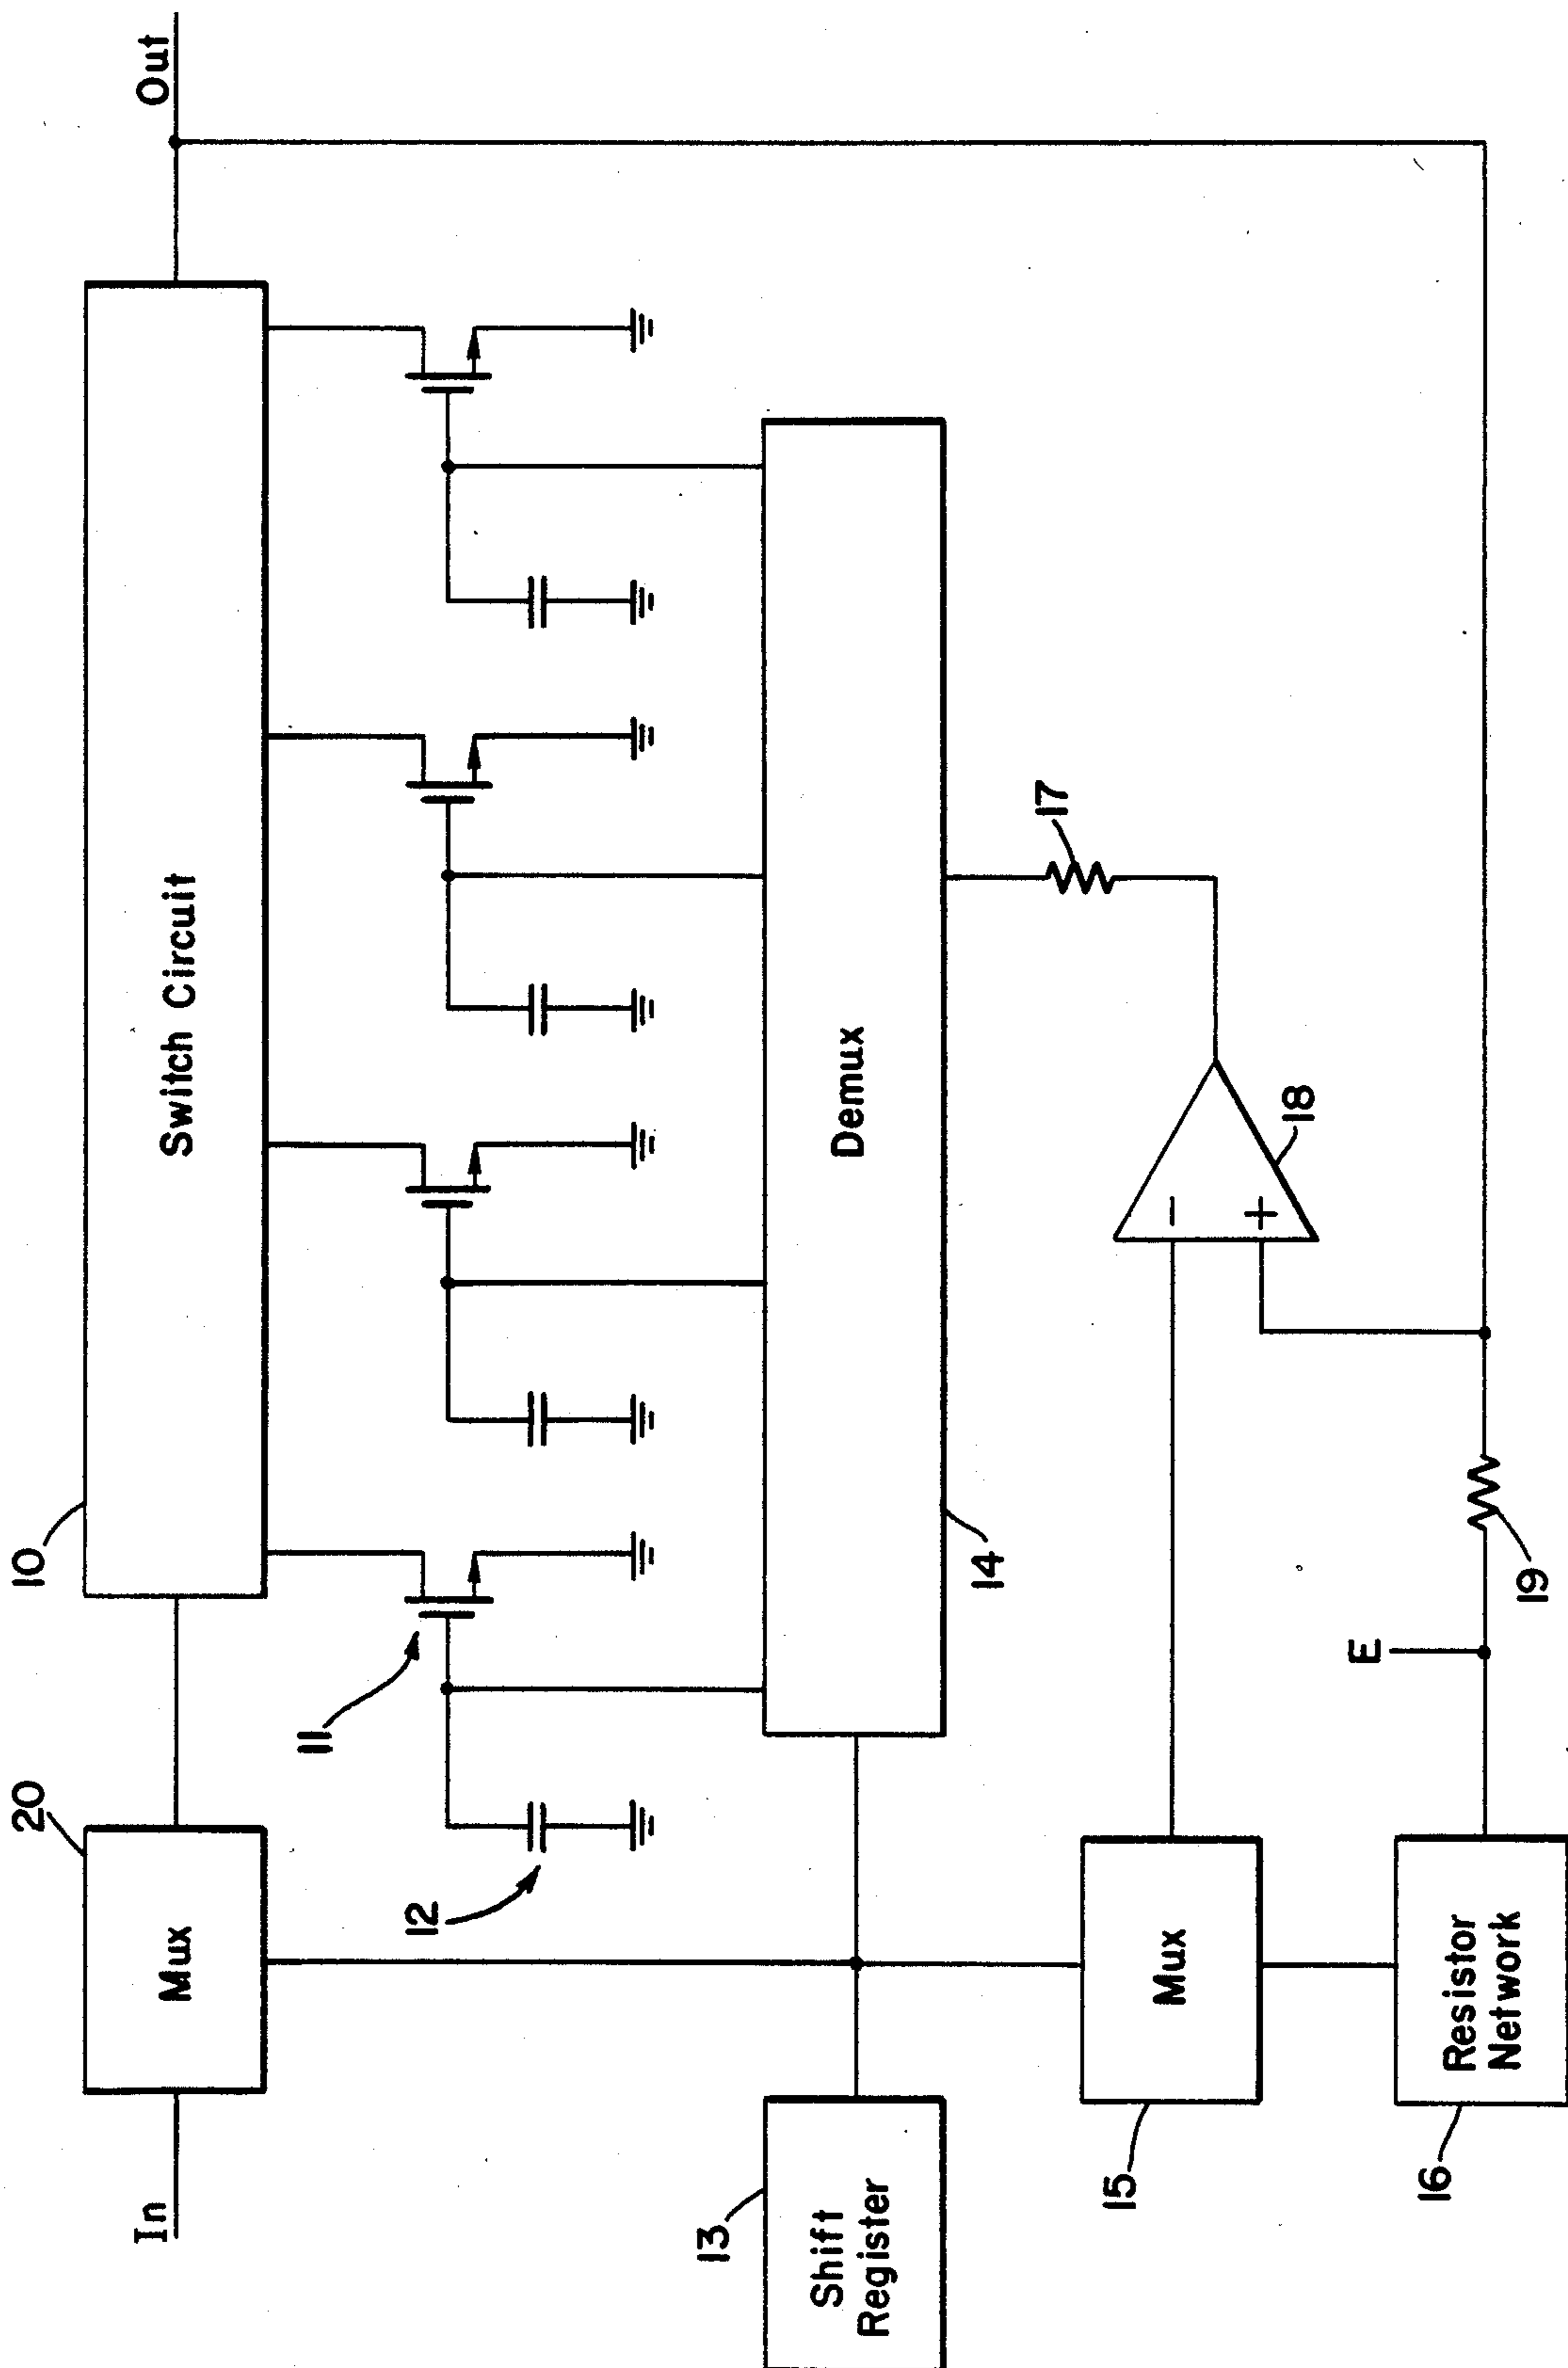 In
20
Mux
10
Switch Circuit
Out
11
12
13
Shift
Register
14
Demux
15
Mux
17
-
+
18
16
Resistor
Network
E
19